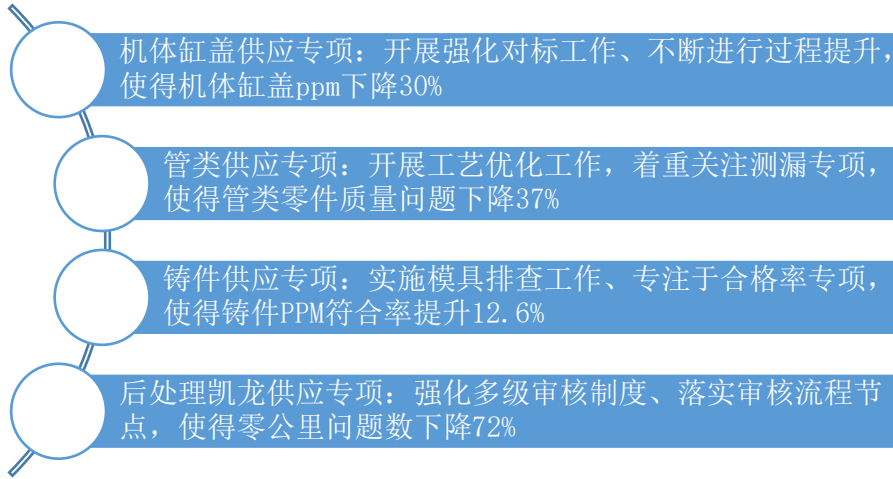 机体缸盖供应专项：开展强化对标工作、不断进行过程提升，
使得机体缸盖ppm下降30%
管类供应专项：开展工艺优化工作，着重关注测漏专项，
使得管类零件质量问题下降37%
铸件供应专项：实施模具排查工作、专注于合格率专项，
使得铸件PPM符合率提升12.6%
后处理凯龙供应专项：强化多级审核制度、落实审核流程节
点，使得零公里问题数下降72%